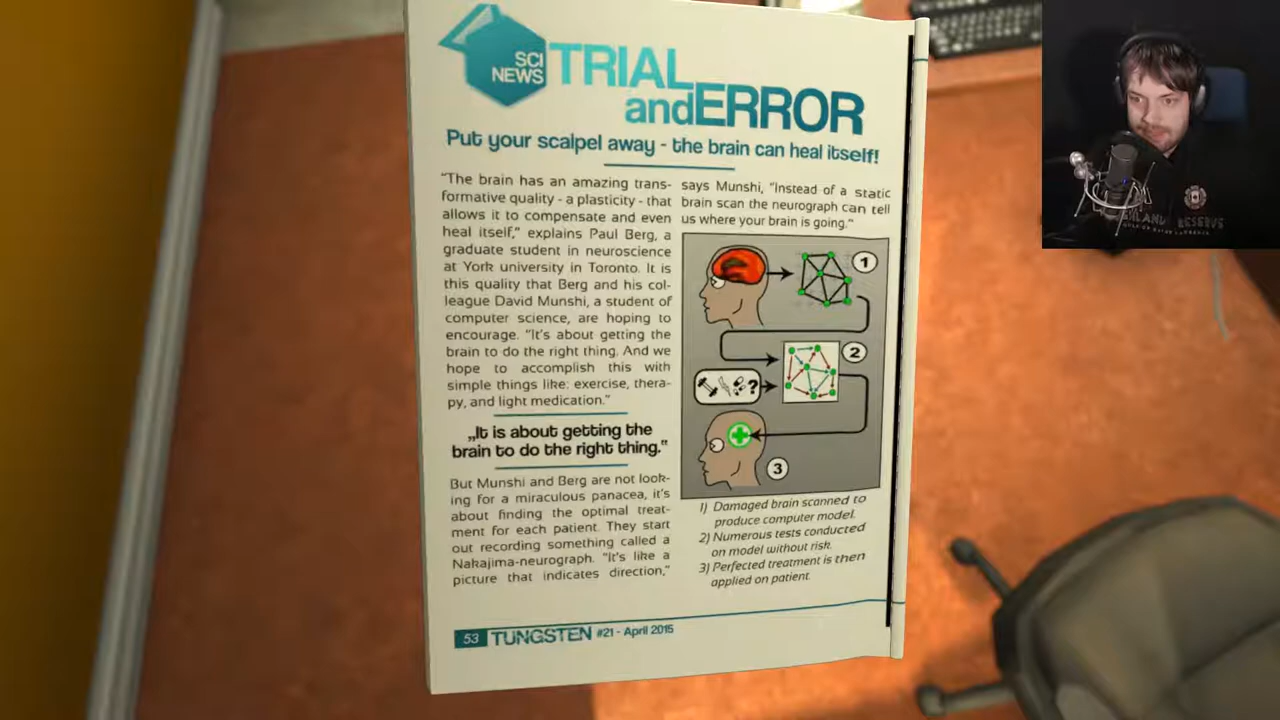 SCI
NEWS
TRIAL
and ERROR
Put your scalpel away - the brain can heal itself!
"The brain has an amazing trans-
formative quality - a plasticity - that
allows it to compensate and even
heal itself," explains Paul Berg, a
graduate student in neuroscience
at York university in Toronto. It is
this quality that Berg and his col-
league David Munshi, a student of
computer science, are hoping to
encourage. "It's about getting the
brain to do the right thing. And we
hope to accomplish this with
simple things like: exercise, thera-
py, and light medication."
„It is about getting the
brain to do the right thing."
But Munshi and Berg are not look-
ing for a miraculous panacea, it's
about finding the optimal treat-
ment for each patient. They start
out recording something called a
Nakajima-neurograph. "It's like a
picture that indicates direction,"
says Munshi, "Instead of a static
brain scan the neurograph can tell
us where your brain is going."
1
2
?
3
1) Damaged brain scanned to
produce computer model.
2) Numerous tests conducted
on model without risk.
3) Perfected treatment is then
applied on patient.
53 TUNGSTEN #21 - April 2015
RESERVE